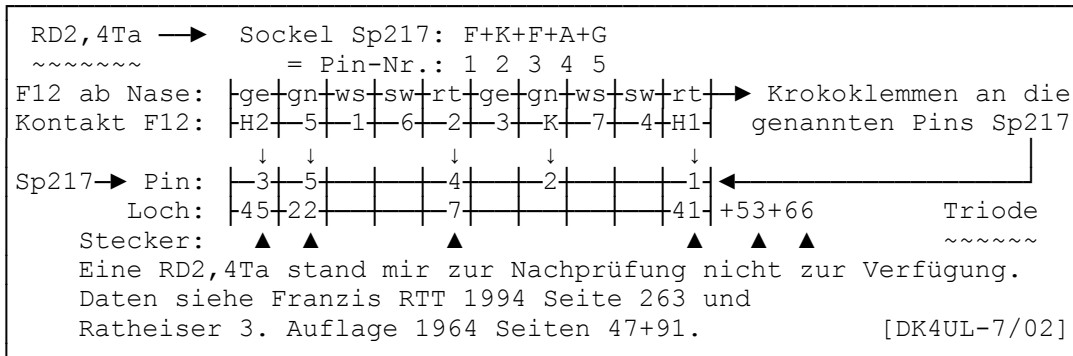 RD2,4Ta ──► Sockel Sp217: F+K+F+A+G
~~~~~~~ = Pin-Nr.: 1 2 3 4 5
F12 ab Nase: ├ge┼gn┼ws┼sw┼rt┼ge┼gn┼ws┼sw┼rt┼─► Krokoklemmen an die
Kontakt F12: ├H2┼─5┼─1┼─6┼─2┼─3┼─K┼─7┼─4┼H1┤ genannten Pins Sp217
↓ ↓ ↓ ↓ ↓
Sp217─► Pin: ├─3┼─5┼──┼──┼─4┼──┼─2┼──┼──┼─1┤◄
Loch: ├45┼22┼──┼──┼─7┼──┼──┼──┼──┼41┤+53+66 Triode
Stecker: ▲ ▲ ▲ ▲ ▲ ▲ ~~~~~~
Eine RD2,4Ta stand mir zur Nachprüfung nicht zur Verfügung.
Daten siehe Franzis RTT 1994 Seite 263 und
Ratheiser 3. Auflage 1964 Seiten 47+91. [DK4UL-7/02]